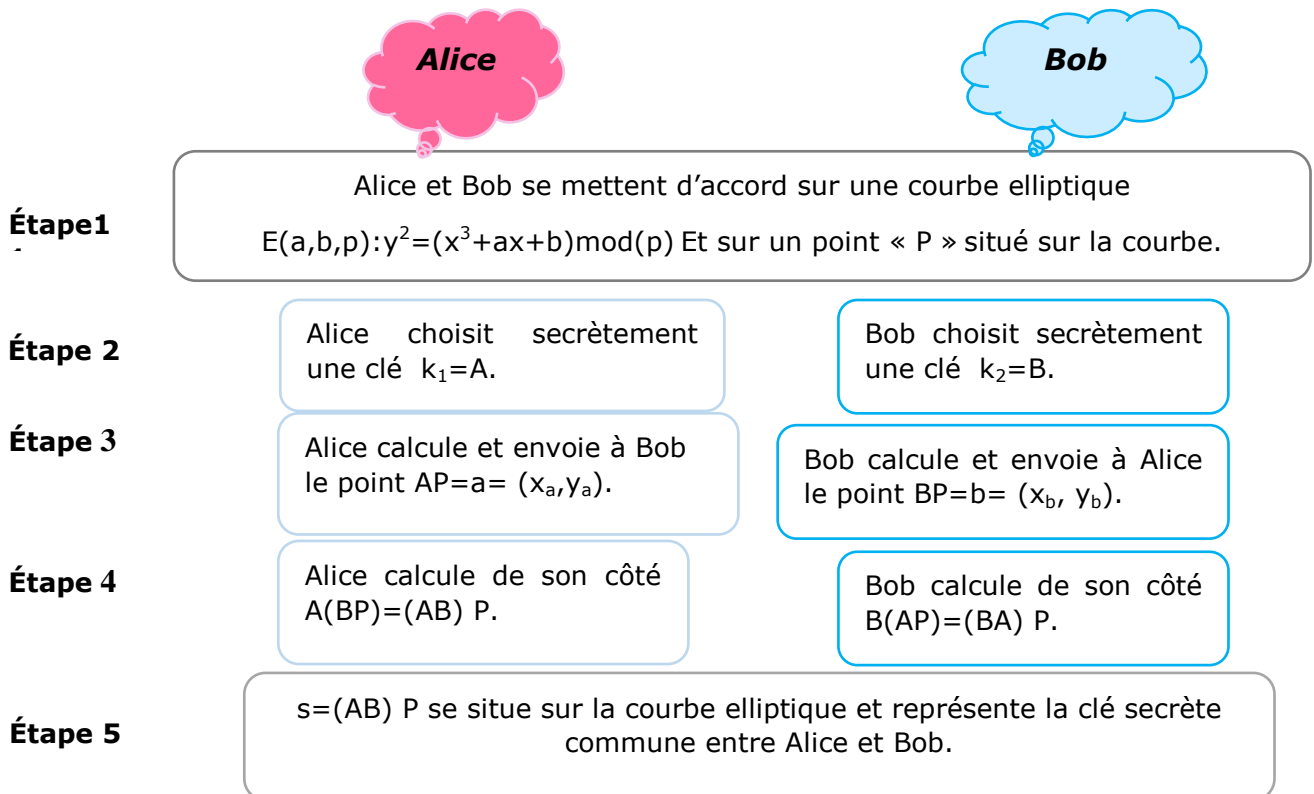 Alice
Bob
Alice et Bob se mettent d’accord sur une courbe elliptique
Étape1
E(a,b,p):y²=(x³+ax+b)mod(p) Et sur un point « P » situé sur la courbe.
Étape 2
Alice choisit secrètement
une clé k₁=A.
Bob choisit secrètement
une clé k₂=B.
Étape 3
Alice calcule et envoie à Bob
le point AP=a= (xₐ,yₐ).
Bob calcule et envoie à Alice
le point BP=b= (x_b, y_b).
Étape 4
Alice calcule de son côté
A(BP)=(AB) P.
Bob calcule de son côté
B(AP)=(BA) P.
Étape 5
s=(AB) P se situe sur la courbe elliptique et représente la clé secrète
commune entre Alice et Bob.